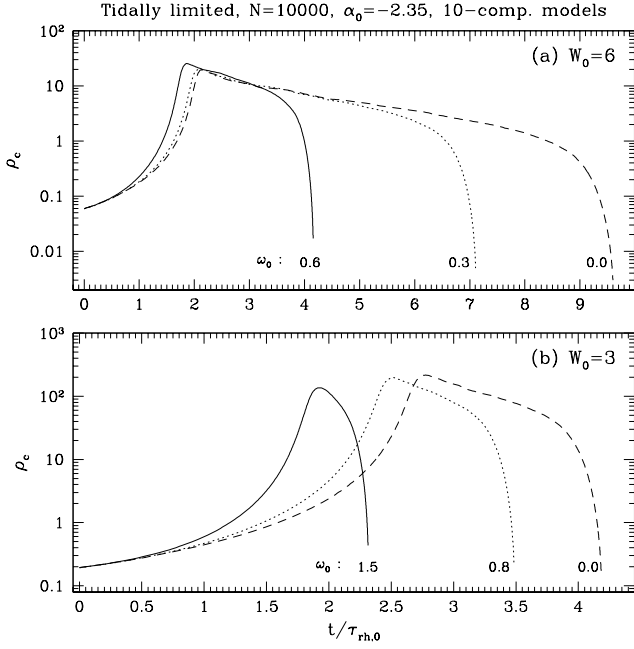 Tidally limited, N=10000, α₀=−2.35, 10-comp. models
10²
(a) W₀=6
10
1
ρc
0.1
0.01
ω₀ : 0.6 0.3 0.0
0 1 2 3 4 5 6 7 8 9
10³
(b) W₀=3
10²
ρc
10
1
ω₀ : 1.5 0.8 0.0
0.1
0 0.5 1 1.5 2 2.5 3 3.5 4
t/τrh,0